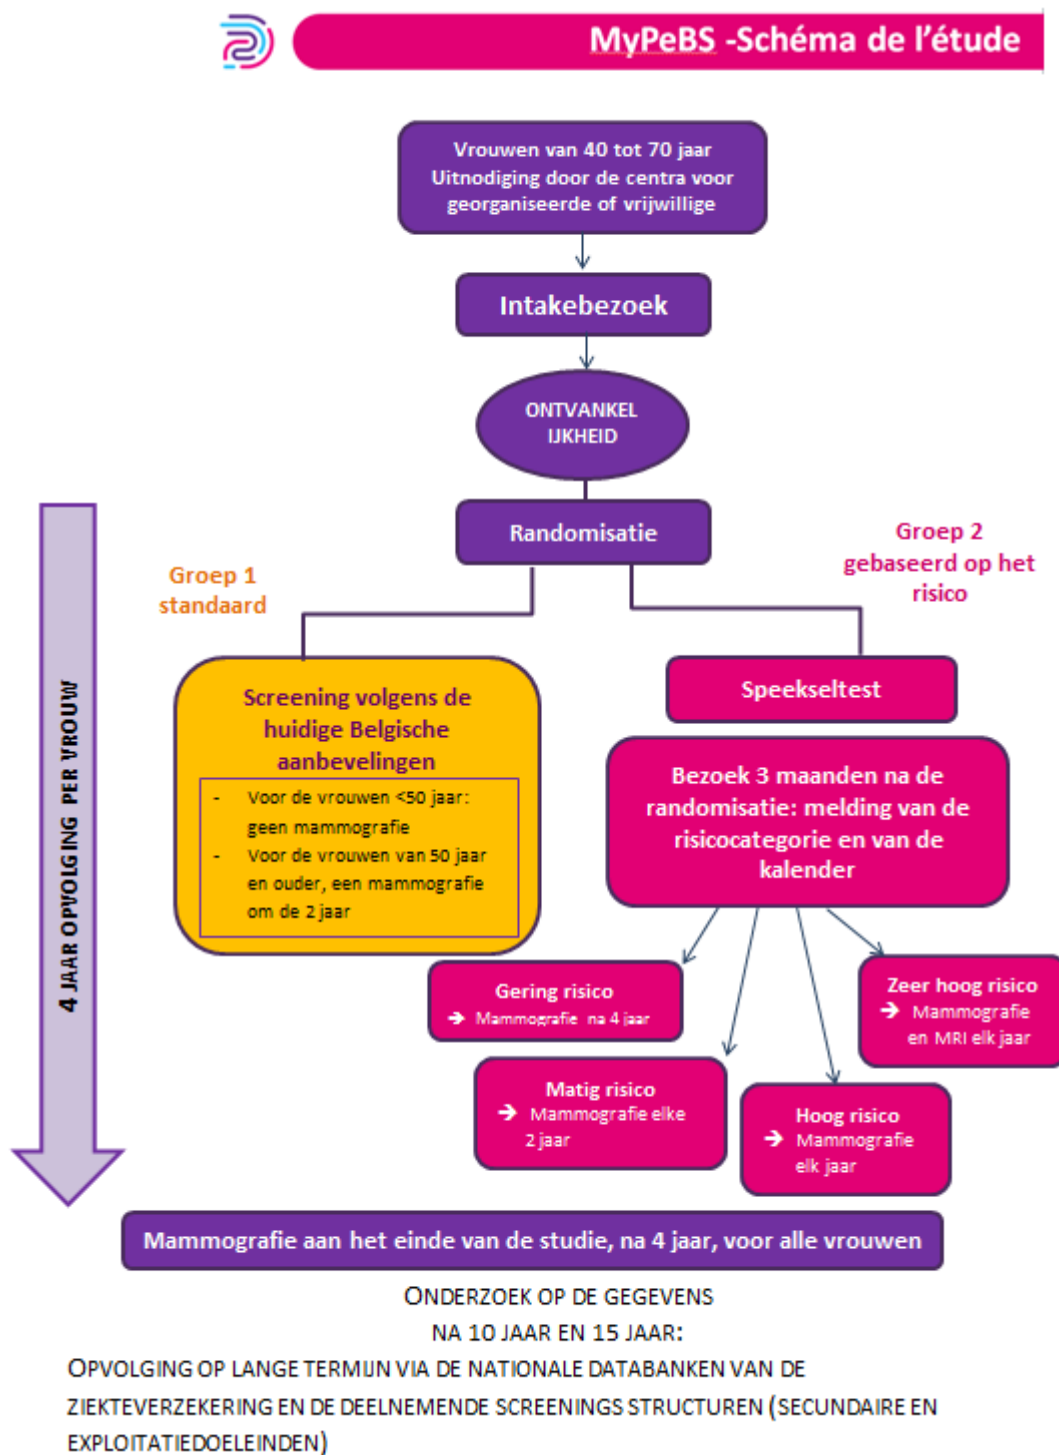 MyPeBS -Schéma de l'étude
Vrouwen van 40 tot 70 jaar
Uitnodiging door de centra voor
georganiseerde of vrijwillige
Intakebezoek
ONTVANKEL
IJKHEID
Randomisatie
Groep 1
standaard
Groep 2
gebaseerd op het
risico
4 JAAR OPVOLGING PER VROUW
Screening volgens de
huidige Belgische
aanbevelingen
- Voor de vrouwen <50 jaar:
geen mammografie
- Voor de vrouwen van 50 jaar
en ouder, een mammografie
om de 2 jaar
Speekseltest
Bezoek 3 maanden na de
randomisatie: melding van de
risicocategorie en van de
kalender
Gering risico
→ Mammografie na 4 jaar
Zeer hoog risico
→ Mammografie
en MRI elk jaar
Matig risico
→ Mammografie elke
2 jaar
Hoog risico
→ Mammografie
elk jaar
Mammografie aan het einde van de studie, na 4 jaar, voor alle vrouwen
ONDERZOEK OP DE GEGEVENS
NA 10 JAAR EN 15 JAAR:
OPVOLGING OP LANGE TERMIJN VIA DE NATIONALE DATABANKEN VAN DE
ZIEKTEVERZEKERING EN DE DEELNEMENDE SCREENINGS STRUCTUREN (SECUNDAIRE EN
EXPLOITATIEDOELEINDEN)